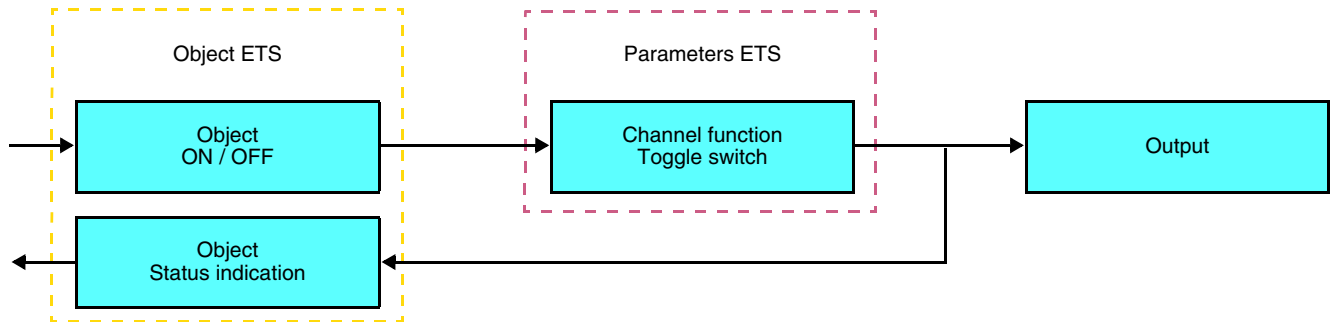 Object ETS
Parameters ETS
Object
ON / OFF
Channel function
Toggle switch
Output
Object
Status indication